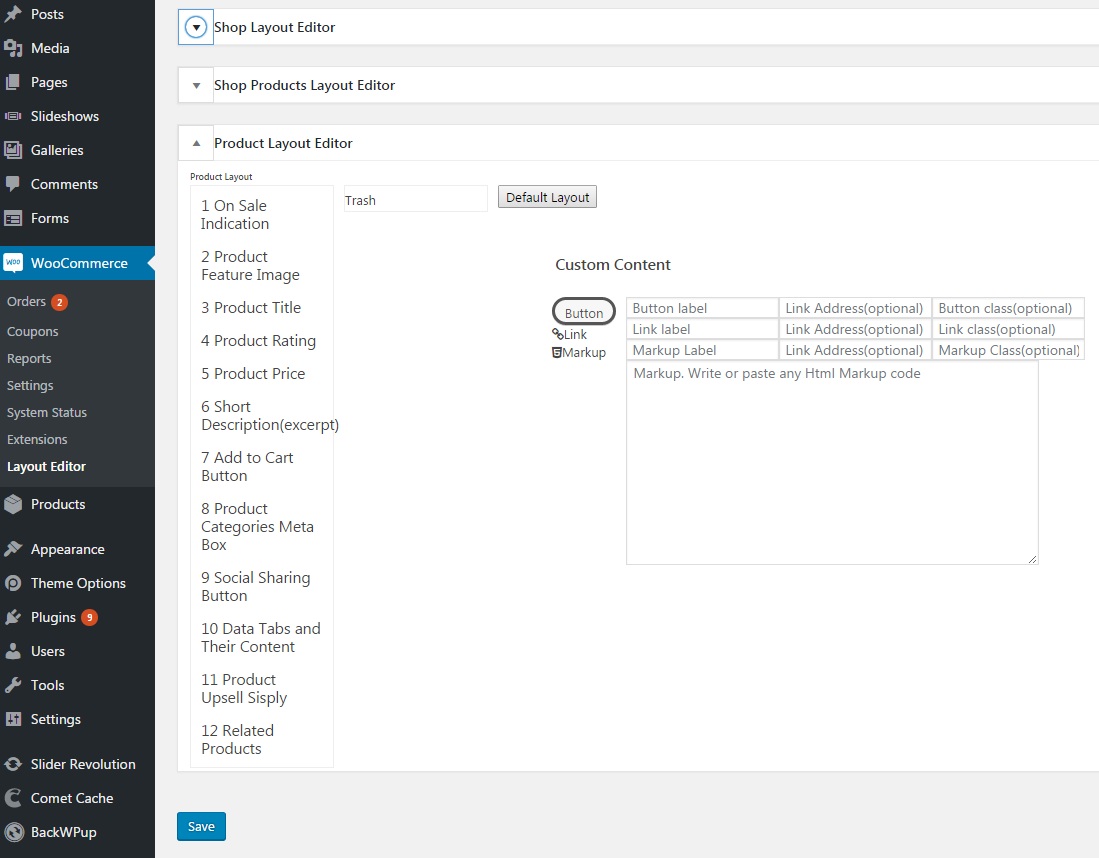 Posts
Media
Pages
Slideshows
Galleries
Comments
Forms
WOO WooCommerce
Orders 2
Coupons
Reports
Settings
System Status
Extensions
Layout Editor
Products
Appearance
Theme Options
Plugins 9
Users
Tools
Settings
Slider Revolution
Comet Cache
BackWPup
Shop Layout Editor
Shop Products Layout Editor
Product Layout Editor
Product Layout
1 On Sale
Indication
2 Product
Feature Image
3 Product Title
4 Product Rating
5 Product Price
6 Short
Description(excerpt)
7 Add to Cart
Button
8 Product
Categories Meta
Box
9 Social Sharing
Button
10 Data Tabs and
Their Content
11 Product
Upsell Sisply
12 Related
Products
Trash
Default Layout
Custom Content
Button Button label Link Address(optional) Button class(optional)
Link Link label Link Address(optional) Link class(optional)
Markup Markup Label Link Address(optional) Markup Class(optional)
Markup. Write or paste any Html Markup code
Save